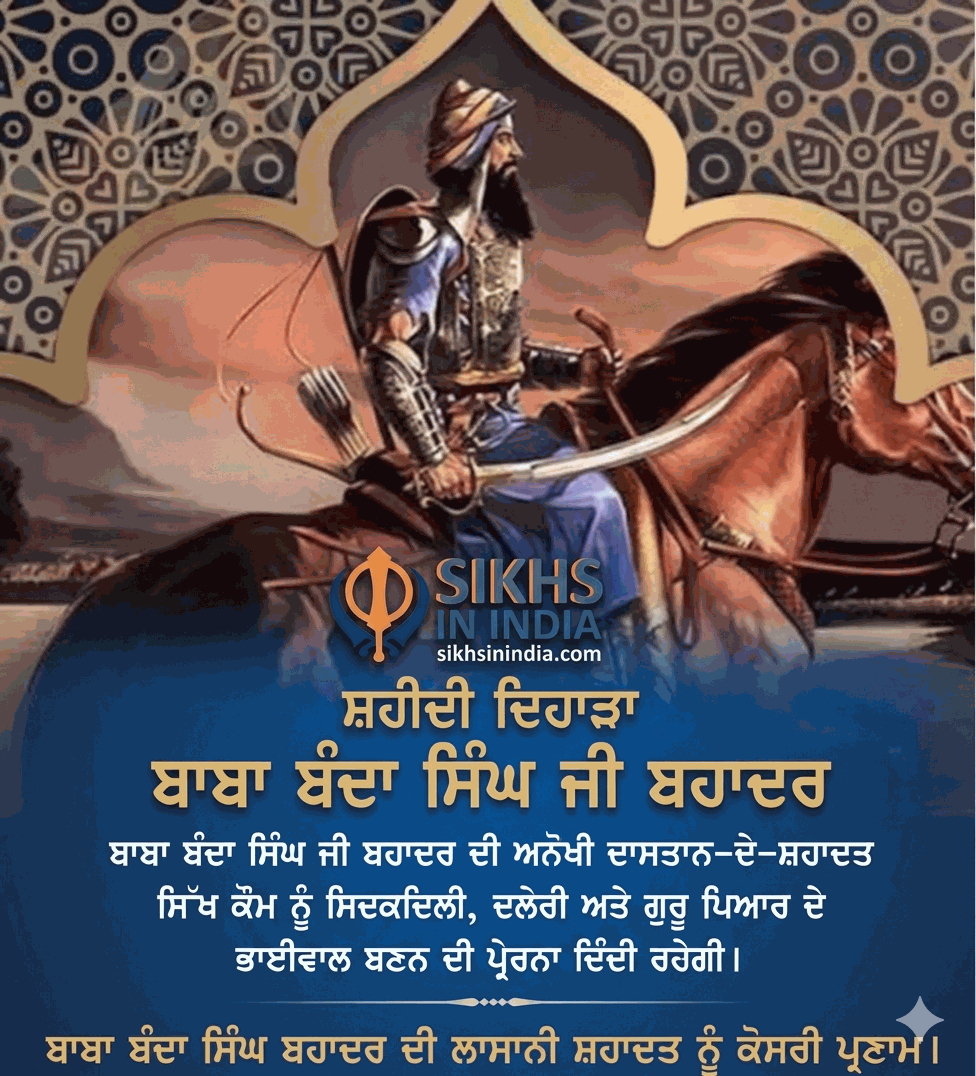 SIKHS
IN INDIA
sikhsinindia.com
ਸ਼ਹੀਦੀ ਦਿਹਾੜਾ
ਬਾਬਾ ਬੰਦਾ ਸਿੰਘ ਜੀ ਬਹਾਦਰ
ਬਾਬਾ ਬੰਦਾ ਸਿੰਘ ਜੀ ਬਹਾਦਰ ਦੀ ਅਨੋਖੀ ਦਾਸਤਾਨ-ਦੇ-ਸ਼ਹਾਦਤ
ਸਿੱਖ ਕੌਮ ਨੂੰ ਸਿਦਕਦਿਲੀ, ਦਲੇਰੀ ਅਤੇ ਗੁਰੂ ਪਿਆਰ ਦੇ
ਭਾਈਵਾਲ ਬਣਨ ਦੀ ਪ੍ਰੇਰਨਾ ਦਿੰਦੀ ਰਹੇਗੀ।
ਬਾਬਾ ਬੰਦਾ ਸਿੰਘ ਬਹਾਦਰ ਦੀ ਲਾਸਾਨੀ ਸ਼ਹਾਦਤ ਨੂੰ ਕੋਸਰੀ ਪ੍ਰਣਾਮ।